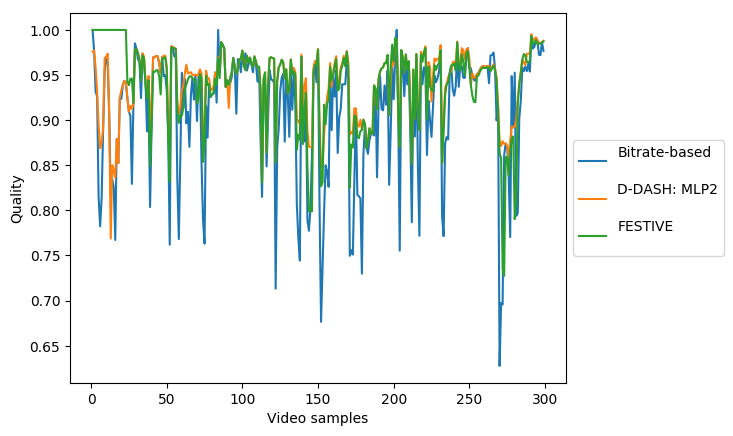 1.00
0.95
0.90
0.85
0.80
0.75
0.70
0.65
Quality
0 50 100 150 200 250 300
Video samples
Bitrate-based
D-DASH: MLP2
FESTIVE